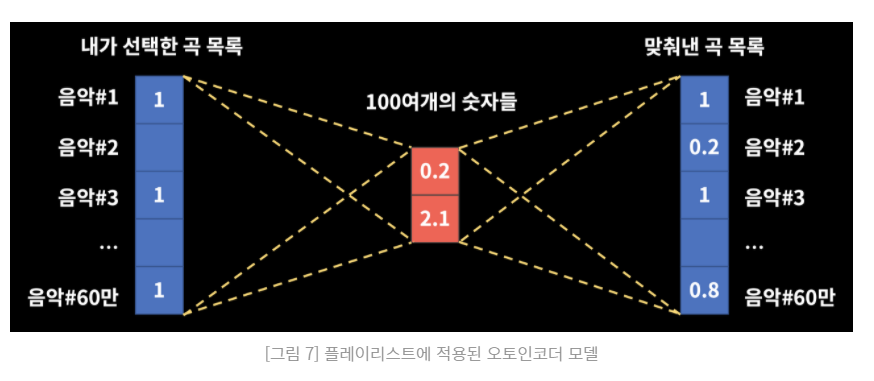 내가 선택한 곡 목록
맞춰낸 곡 목록
100여개의 숫자들
음악#1
1
음악#2
음악#3
1
...
음악#60만
1
0.2
2.1
1
음악#1
0.2
음악#2
1
음악#3
...
0.8
음악#60만
[그림 7] 플레이리스트에 적용된 오토인코더 모델